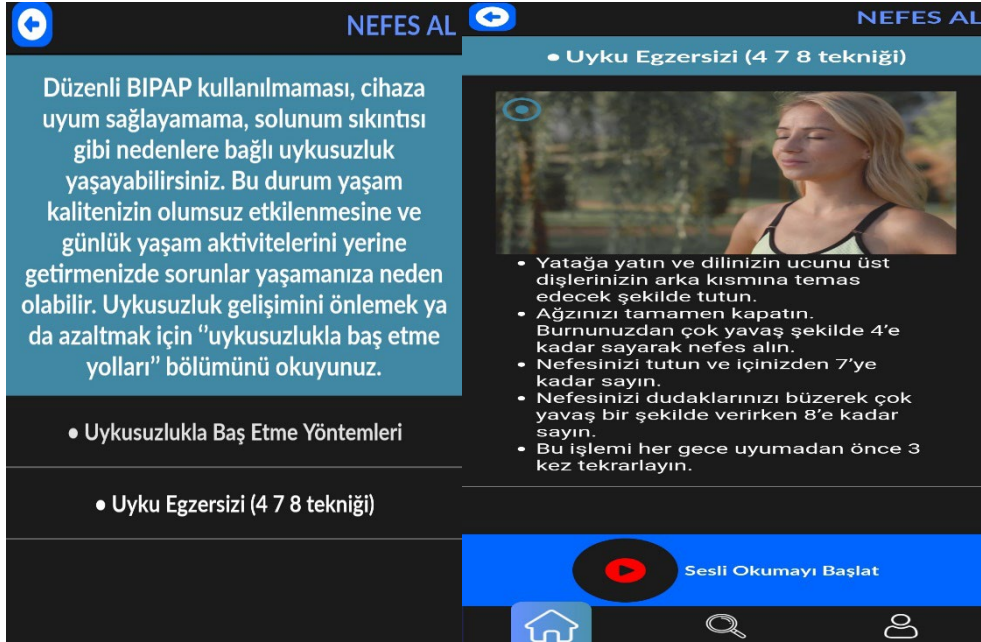 NEFES AL
Düzenli BIPAP kullanılmaması, cihaza
uyum sağlayamama, solunum sıkıntısı
gibi nedenlere bağlı uykusuzluk
yaşayabilirsiniz. Bu durum yaşam
kalitenizin olumsuz etkilenmesine ve
günlük yaşam aktivitelerini yerine
getirmenizde sorunlar yaşamanıza neden
olabilir. Uykusuzluk gelişimini önlemek ya
da azaltmak için ‘’uykusuzlukla baş etme
yolları’’ bölümünü okuyunuz.
• Uykusuzlukla Baş Etme Yöntemleri
• Uyku Egzersizi (4 7 8 tekniği)
NEFES AL
• Uyku Egzersizi (4 7 8 tekniği)
• Yatağa yatın ve dilinizin ucunu üst
dişlerinizin arka kısmına temas
edecek şekilde tutun.
• Ağzınızı tamamen kapatın.
Burnunuzdan çok yavaş şekilde 4’e
kadar sayarak nefes alın.
• Nefesinizi tutun ve içinizden 7’ye
kadar sayın.
• Nefesinizi dudaklarınızı büzerek çok
yavaş bir şekilde verirken 8’e kadar
sayın.
• Bu işlemi her gece uyumadan önce 3
kez tekrarlayın.
Sesli Okumayı Başlat